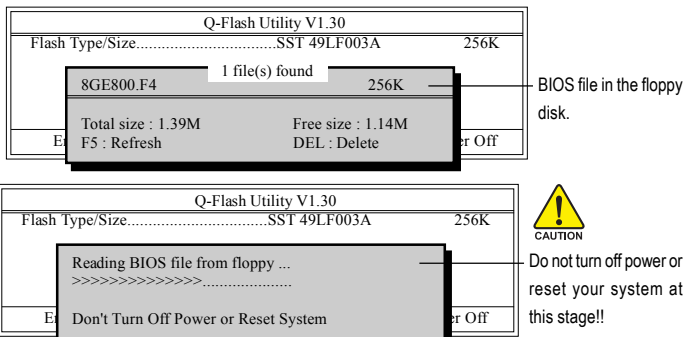 Q-Flash Utility V1.30
Flash Type/Size..................................SST 49LF003A 256K
1 file(s) found
8GE800.F4 256K
BIOS file in the floppy
disk.
Total size : 1.39M Free size : 1.14M
F5 : Refresh DEL : Delete
Off
Q-Flash Utility V1.30
Flash Type/Size..................................SST 49LF003A 256K
CAUTION
Reading BIOS file from floppy ...
>>>>>>>>>>>>>>>.....................
Don't Turn Off Power or Reset System
Off
Do not turn off power or
reset your system at
this stage!!